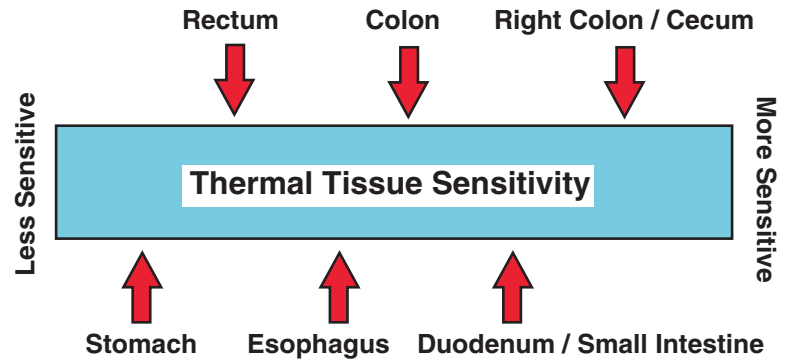 Rectum
Colon
Right Colon / Cecum
Less Sensitive
Thermal Tissue Sensitivity
More Sensitive
Stomach
Esophagus
Duodenum / Small Intestine